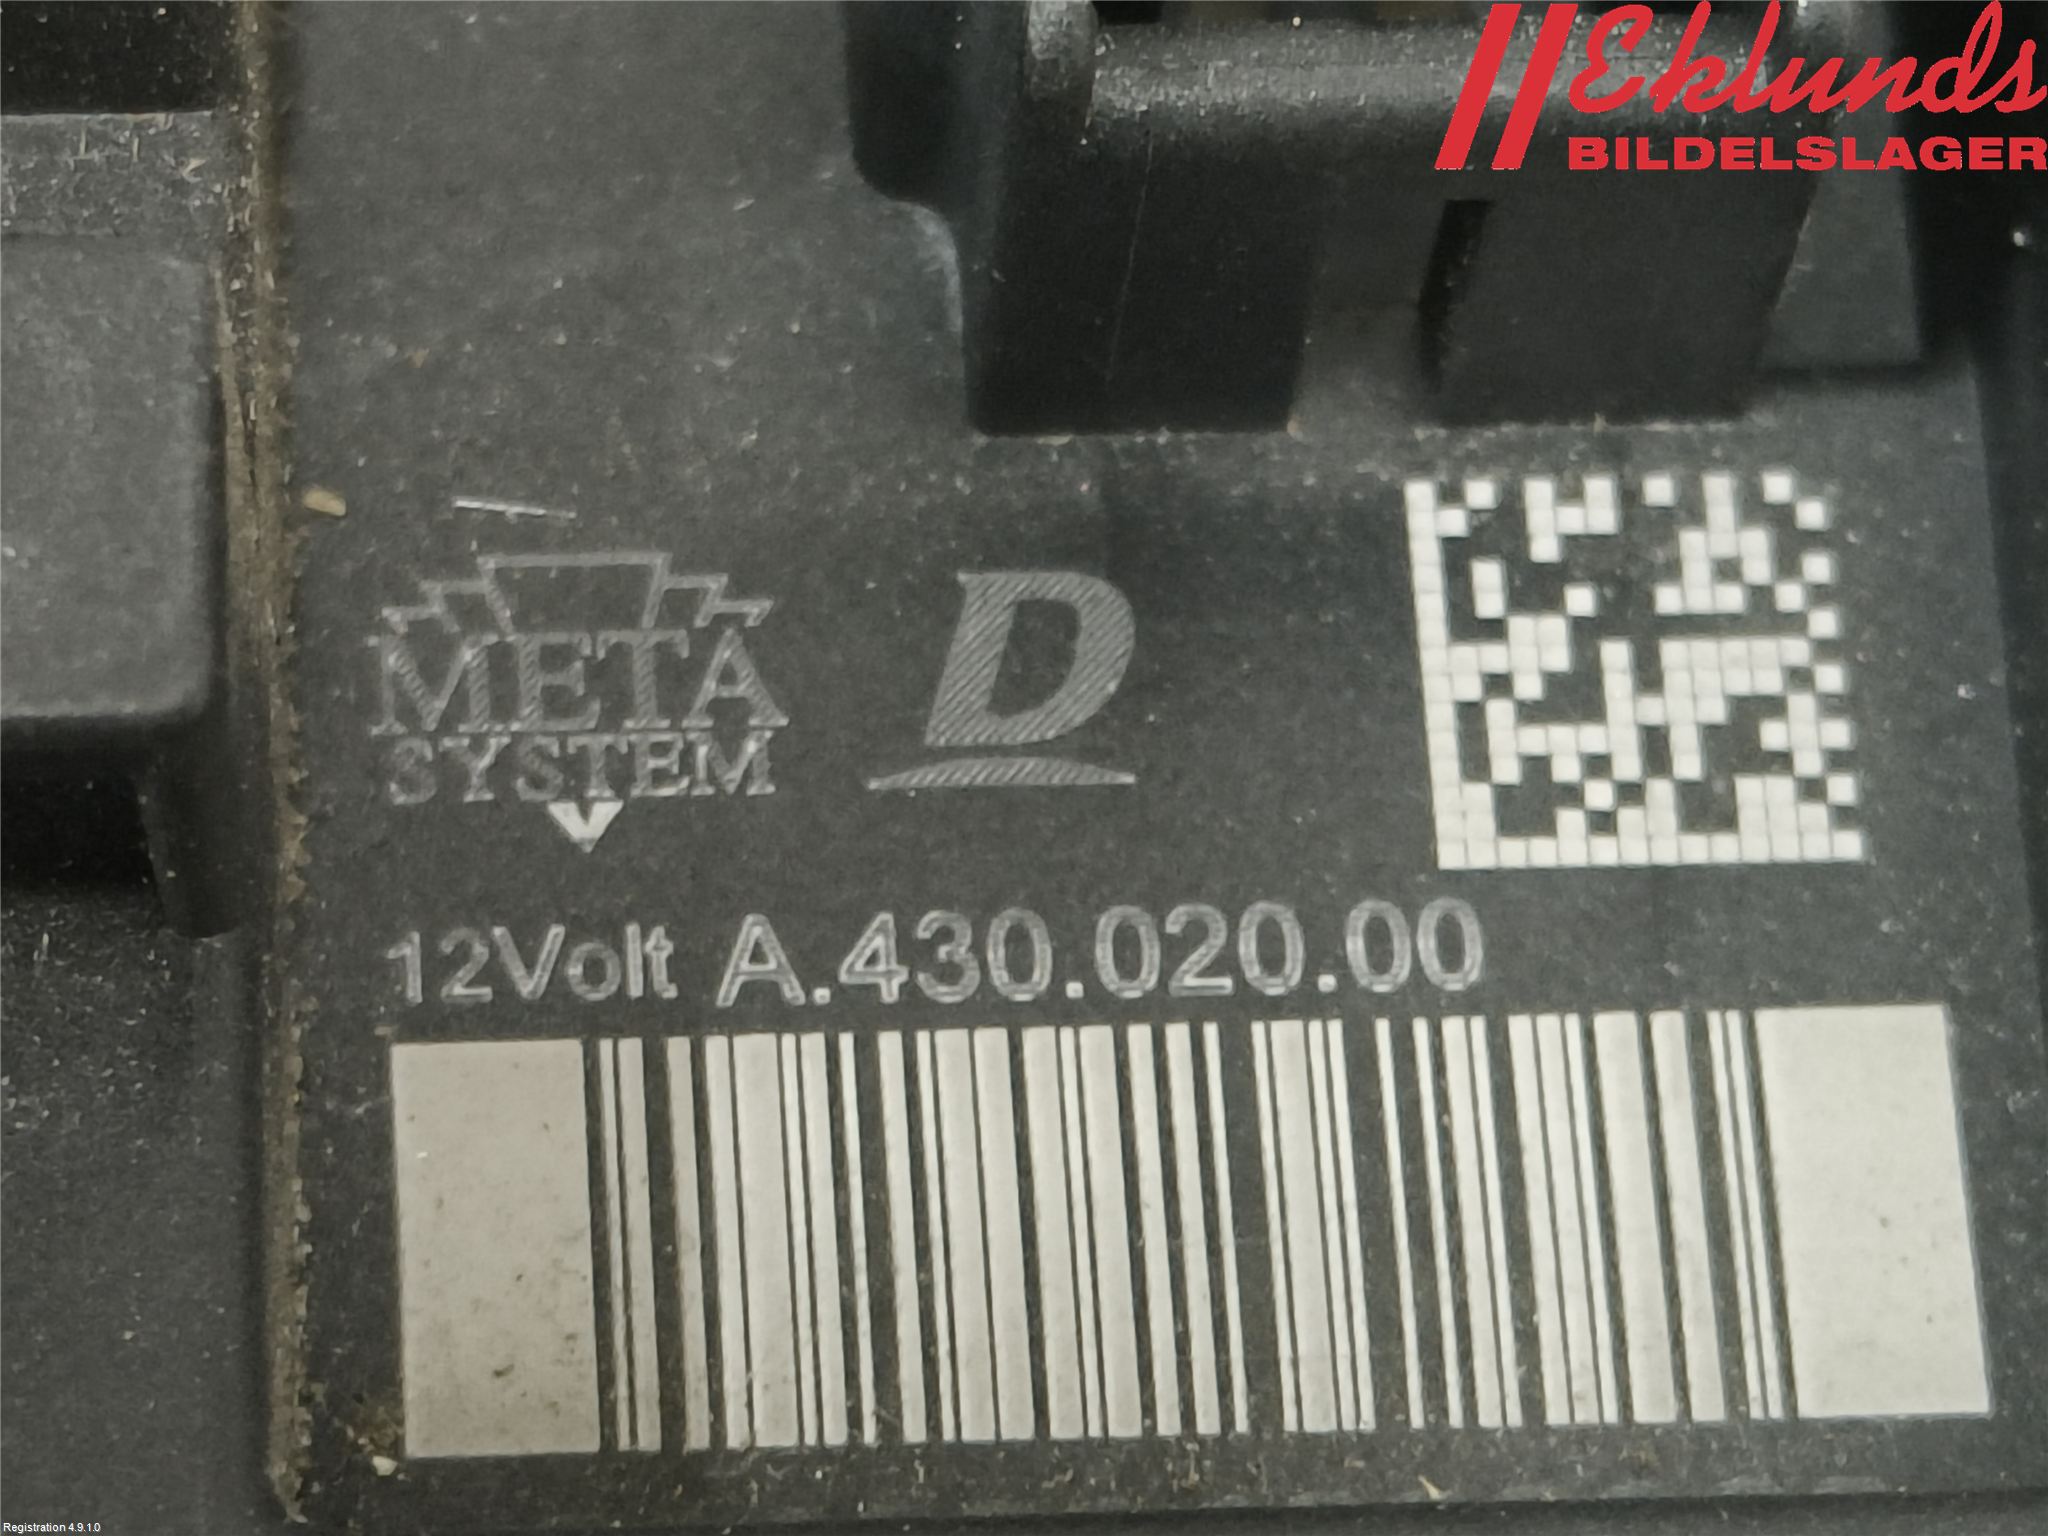 Eklunds
BILDELSLAGER
META
SYSTEM
D
12Volt A.430.020.00
Registration 4.9.1.0